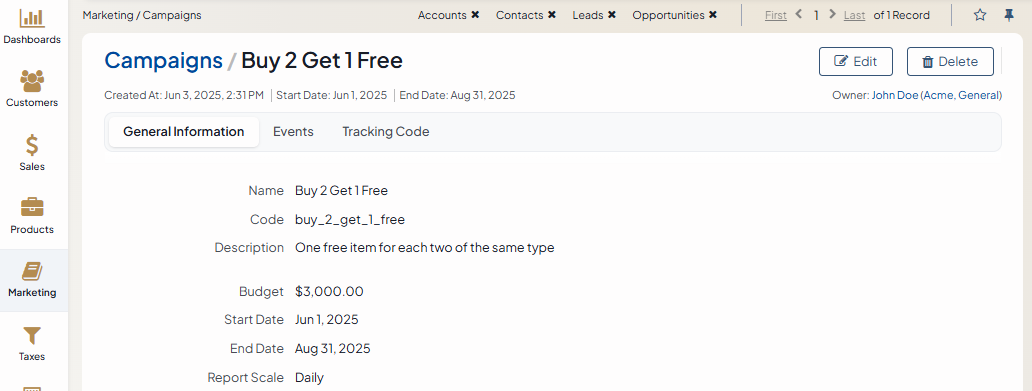 Dashboards
Customers
Sales
Products
Marketing
Taxes
Marketing / Campaigns
Accounts ✖ Contacts ✖ Leads ✖ Opportunities ✖
First < 1 > Last of 1 Record
Campaigns / Buy 2 Get 1 Free
Edit
Delete
Created At: Jun 3, 2025, 2:31 PM | Start Date: Jun 1, 2025 | End Date: Aug 31, 2025
Owner: John Doe (Acme, General)
General Information Events Tracking Code
Name Buy 2 Get 1 Free
Code buy_2_get_1_free
Description One free item for each two of the same type
Budget $3,000.00
Start Date Jun 1, 2025
End Date Aug 31, 2025
Report Scale Daily